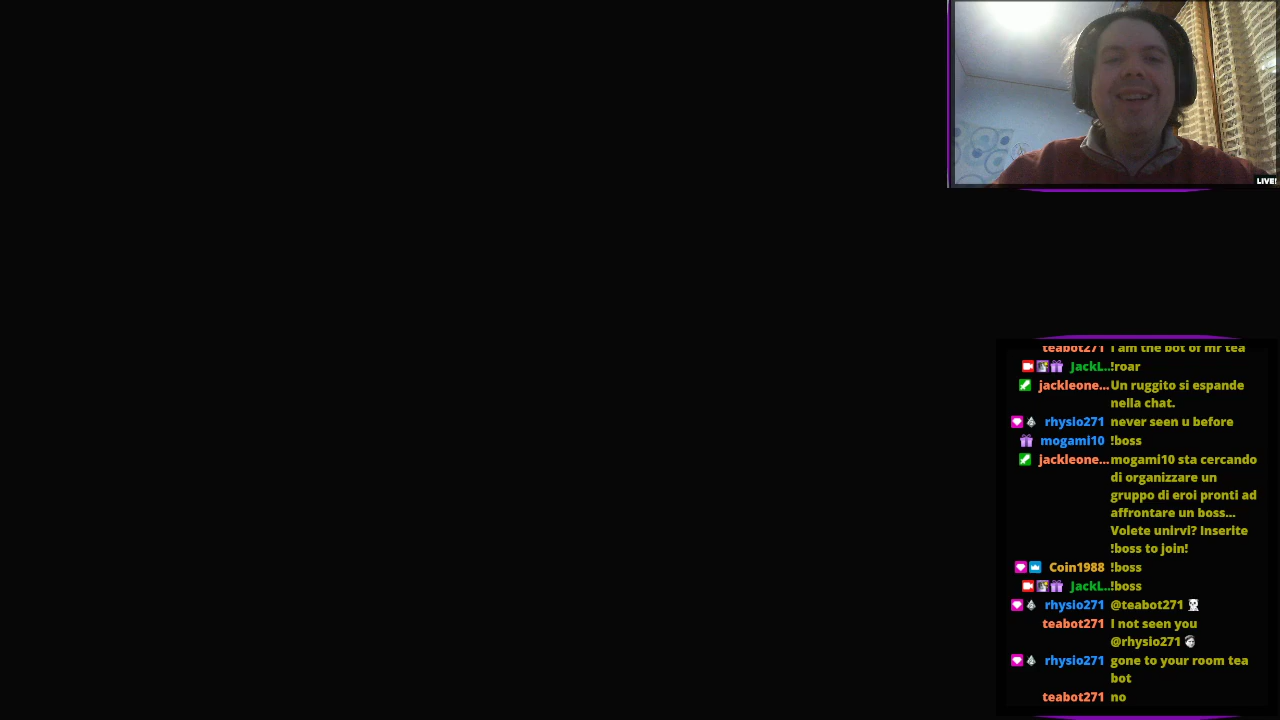 LIVE!
teabot271 I am the bot of mr tea
JackL... !roar
jackleone... Un ruggito si espande
nella chat.
rhysio271 never seen u before
mogami10 !boss
jackleone... mogami10 sta cercando
di organizzare un
gruppo di eroi pronti ad
affrontare un boss...
Volete unirvi? Inserite
!boss to join!
Coin1988 !boss
JackL... !boss
rhysio271 @teabot271
teabot271 I not seen you
@rhysio271
rhysio271 gone to your room tea
bot
teabot271 no